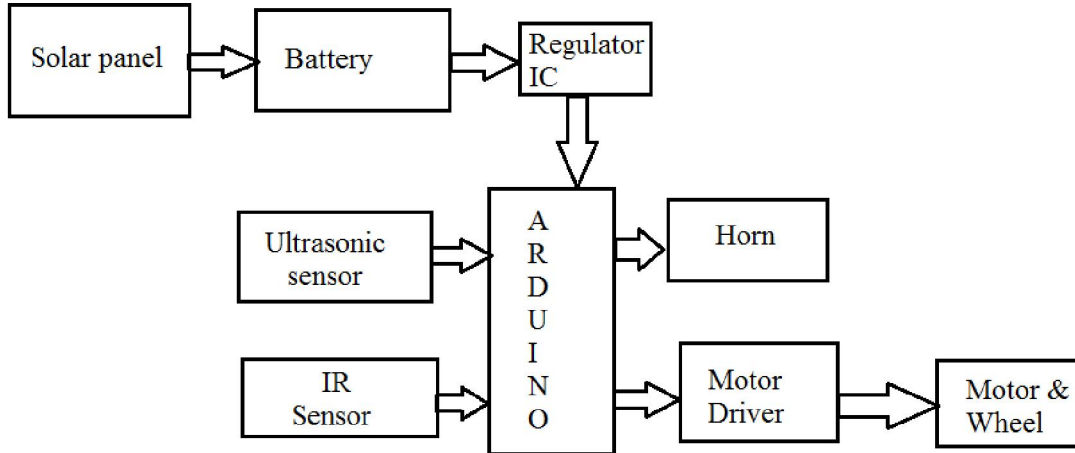 Solar panel
Battery
Regulator
IC
Ultrasonic
sensor
IR
Sensor
A
R
D
U
I
N
O
Horn
Motor
Driver
Motor &
Wheel